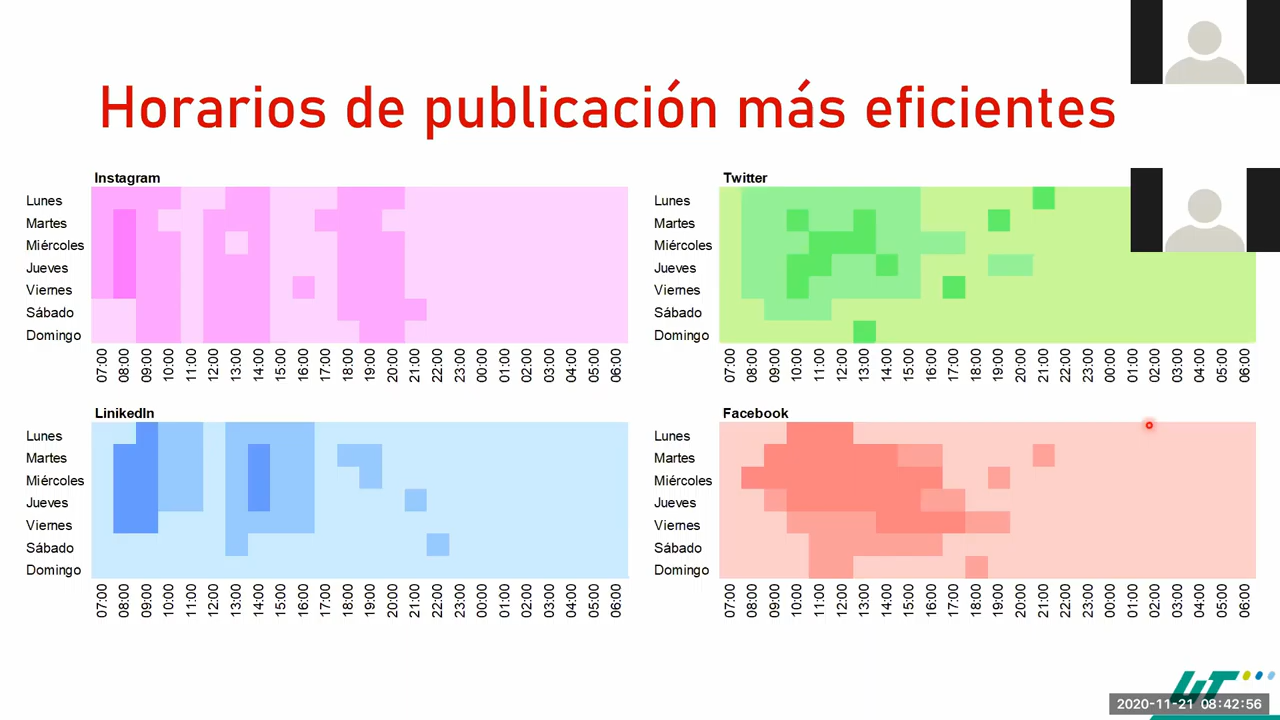 Horarios de publicación más eficientes
Instagram
Lunes
Martes
Miércoles
Jueves
Viernes
Sábado
Domingo
07:00 08:00 09:00 10:00 11:00 12:00 13:00 14:00 15:00 16:00 17:00 18:00 19:00 20:00 21:00 22:00 23:00 00:00 01:00 02:00 03:00 04:00 05:00 06:00
Twitter
Lunes
Martes
Miércoles
Jueves
Viernes
Sábado
Domingo
07:00 08:00 09:00 10:00 11:00 12:00 13:00 14:00 15:00 16:00 17:00 18:00 19:00 20:00 21:00 22:00 23:00 00:00 01:00 02:00 03:00 04:00 05:00 06:00
LinikedIn
Lunes
Martes
Miércoles
Jueves
Viernes
Sábado
Domingo
07:00 08:00 09:00 10:00 11:00 12:00 13:00 14:00 15:00 16:00 17:00 18:00 19:00 20:00 21:00 22:00 23:00 00:00 01:00 02:00 03:00 04:00 05:00 06:00
Facebook
Lunes
Martes
Miércoles
Jueves
Viernes
Sábado
Domingo
07:00 08:00 09:00 10:00 11:00 12:00 13:00 14:00 15:00 16:00 17:00 18:00 19:00 20:00 21:00 22:00 23:00 00:00 01:00 02:00 03:00 04:00 05:00 06:00
2020-11-21 08:42:56